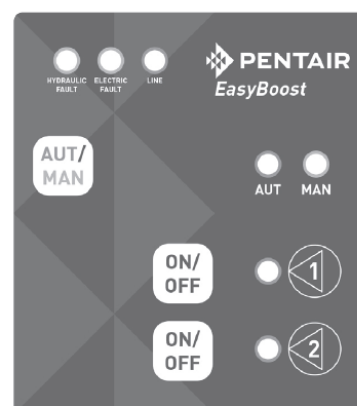 PENTAIR
EasyBoost
HYDRAULIC
FAULT
ELECTRIC
FAULT
LINE
AUT/
MAN
AUT
MAN
ON/
OFF
1
ON/
OFF
2